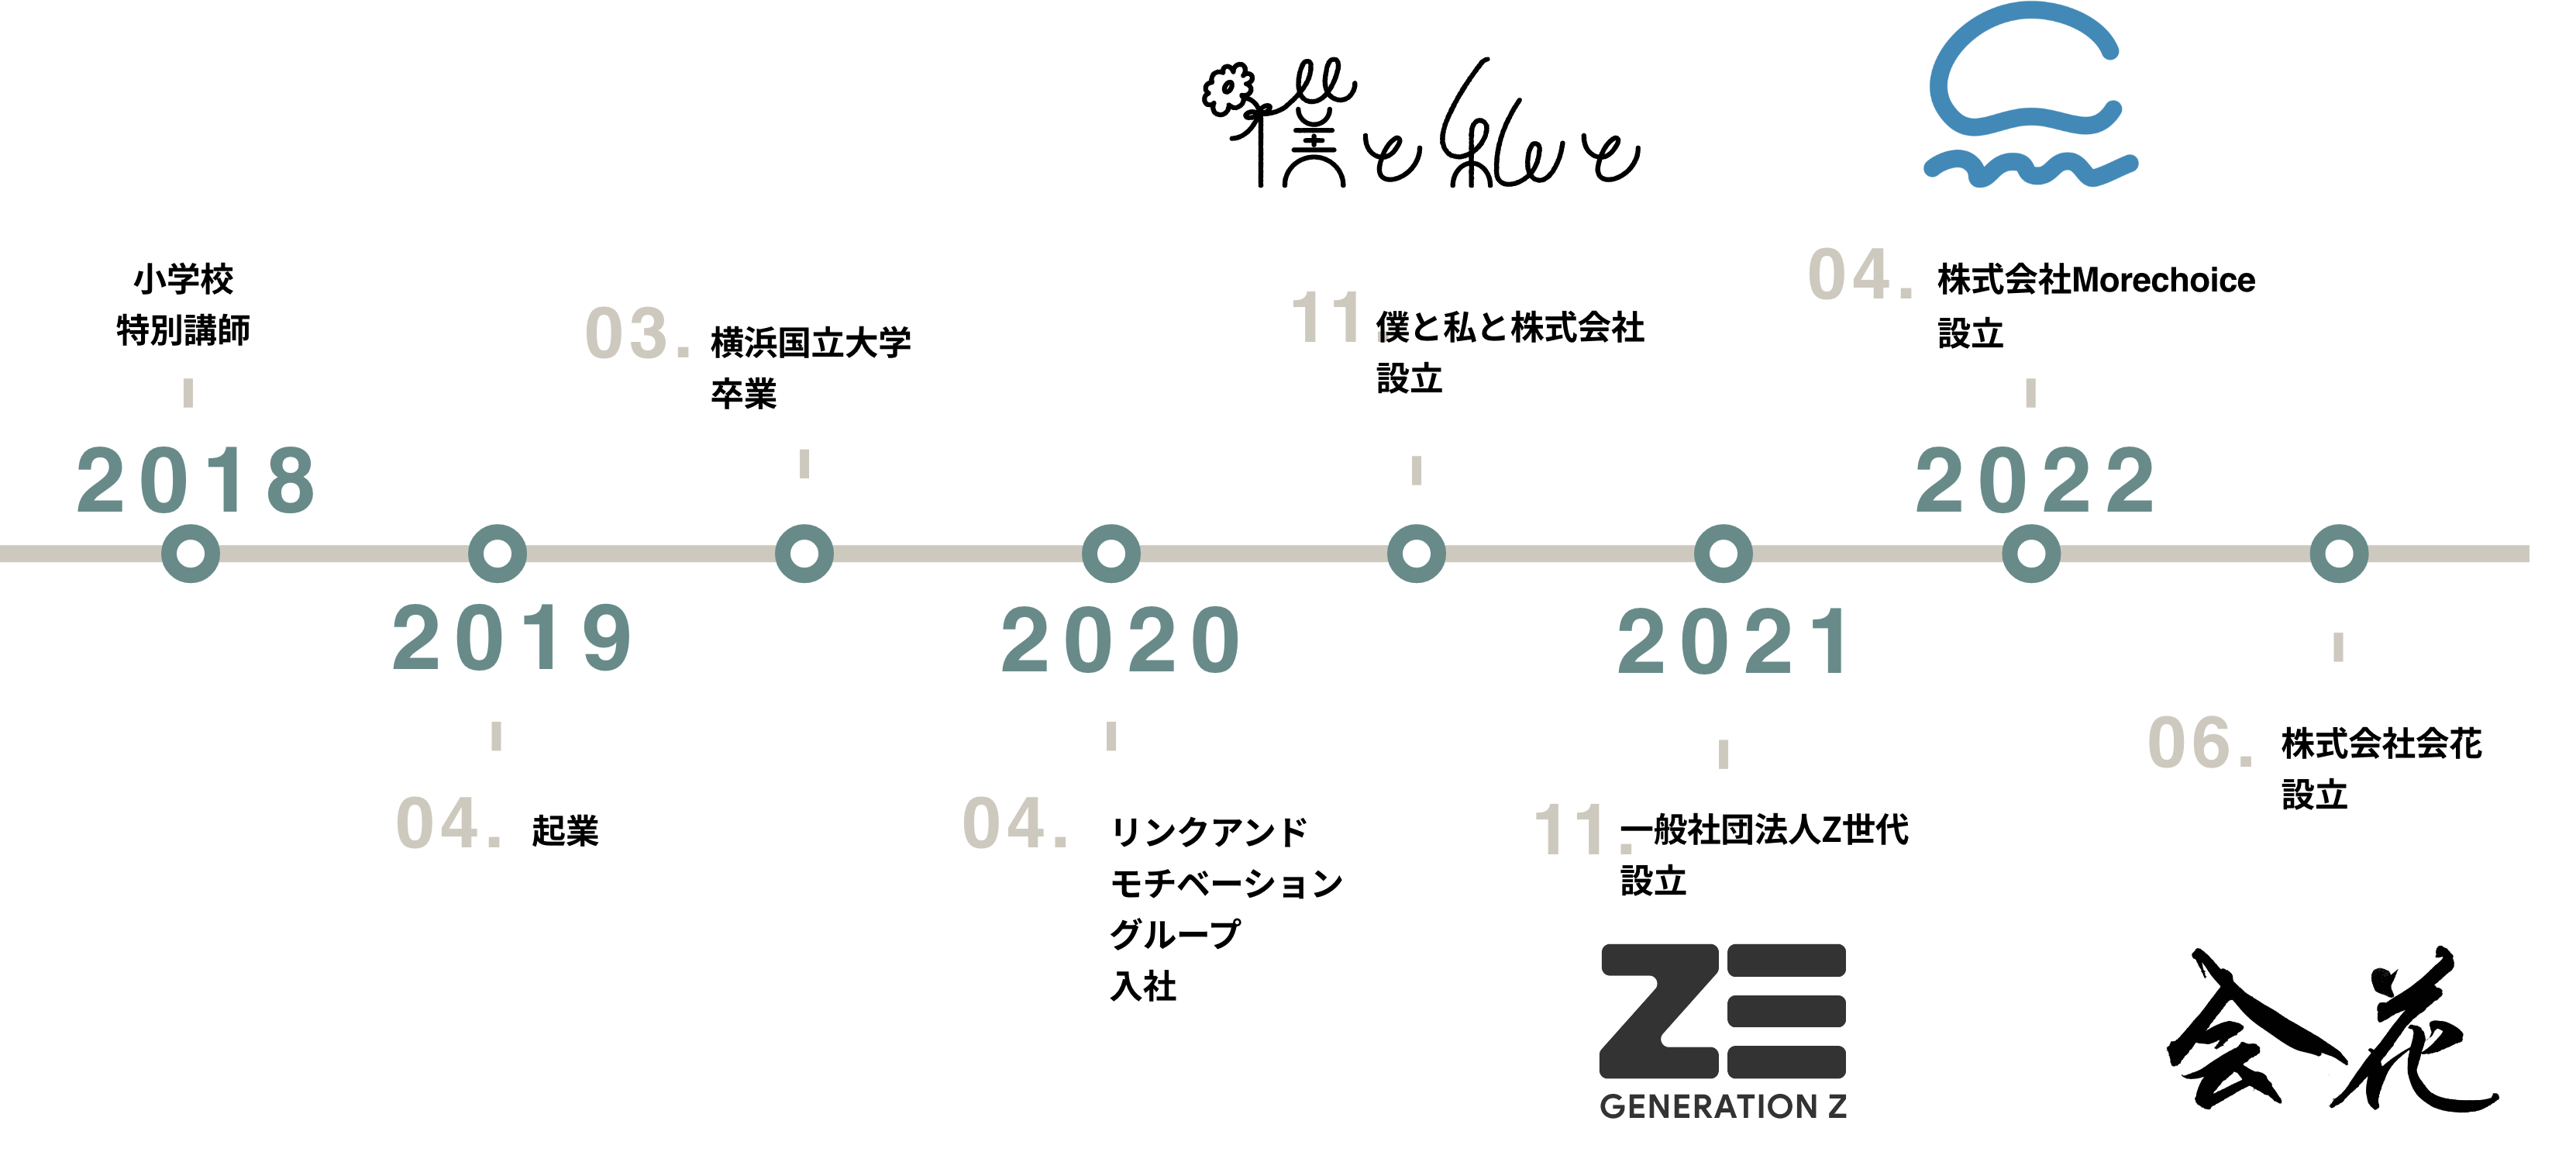 僕と私と
小学校
特別講師
2018
2019
04. 起業
03. 横浜国立大学
卒業
2020
04. リンクアンド
モチベーション
グループ
入社
11. 僕と私と株式会社
設立
2021
11. 一般社団法人Z世代
設立
ZE
GENERATION Z
04. 株式会社Morechoice
設立
2022
06. 株式会社会花
設立
会花